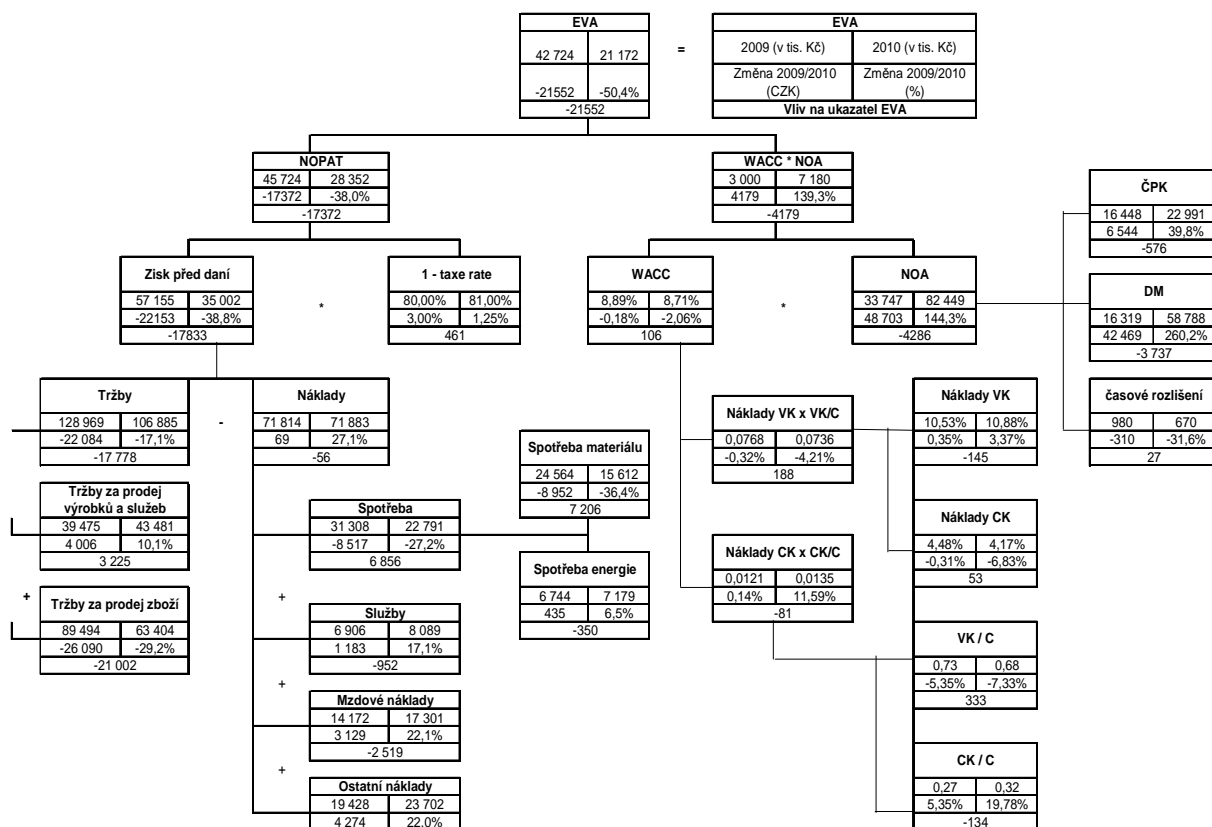 EVA
42 724 21 172
-21552 -50,4%
-21552
=
EVA
2009 (v tis. Kč) 2010 (v tis. Kč)
Změna 2009/2010 (CZK) Změna 2009/2010 (%)
Vliv na ukazatel EVA
NOPAT
45 724 28 352
-17372 -38,0%
-17372
WACC * NOA
3 000 7 180
4179 139,3%
-4179
ČPK
16 448 22 991
6 544 39,8%
-576
Zisk před daní
57 155 35 002
-22153 -38,8%
-17833
*
1 - taxe rate
80,00% 81,00%
3,00% 1,25%
461
WACC
8,89% 8,71%
-0,18% -2,06%
106
*
NOA
33 747 82 449
48 703 144,3%
-4286
DM
16 319 58 788
42 469 260,2%
-3 737
Tržby
128 969 106 885
-22 084 -17,1%
-17 778
-
Náklady
71 814 71 883
69 27,1%
-56
Náklady VK x VK/C
0,0768 0,0736
-0,32% -4,21%
188
Náklady VK
10,53% 10,88%
0,35% 3,37%
-145
časové rozlišení
980 670
-310 -31,6%
27
Spotřeba materiálu
24 564 15 612
-8 952 -36,4%
7 206
Tržby za prodej
výrobků a služeb
39 475 43 481
4 006 10,1%
3 225
Spotřeba
31 308 22 791
-8 517 -27,2%
6 856
Náklady CK x CK/C
0,0121 0,0135
0,14% 11,59%
-81
Náklady CK
4,48% 4,17%
-0,31% -6,83%
53
Spotřeba energie
6 744 7 179
435 6,5%
-350
+
Tržby za prodej zboží
89 494 63 404
-26 090 -29,2%
-21 002
+
Služby
6 906 8 089
1 183 17,1%
-952
VK / C
0,73 0,68
-5,35% -7,33%
333
+
Mzdové náklady
14 172 17 301
3 129 22,1%
-2 519
+
Ostatní náklady
19 428 23 702
4 274 22,0%
CK / C
0,27 0,32
5,35% 19,78%
-134